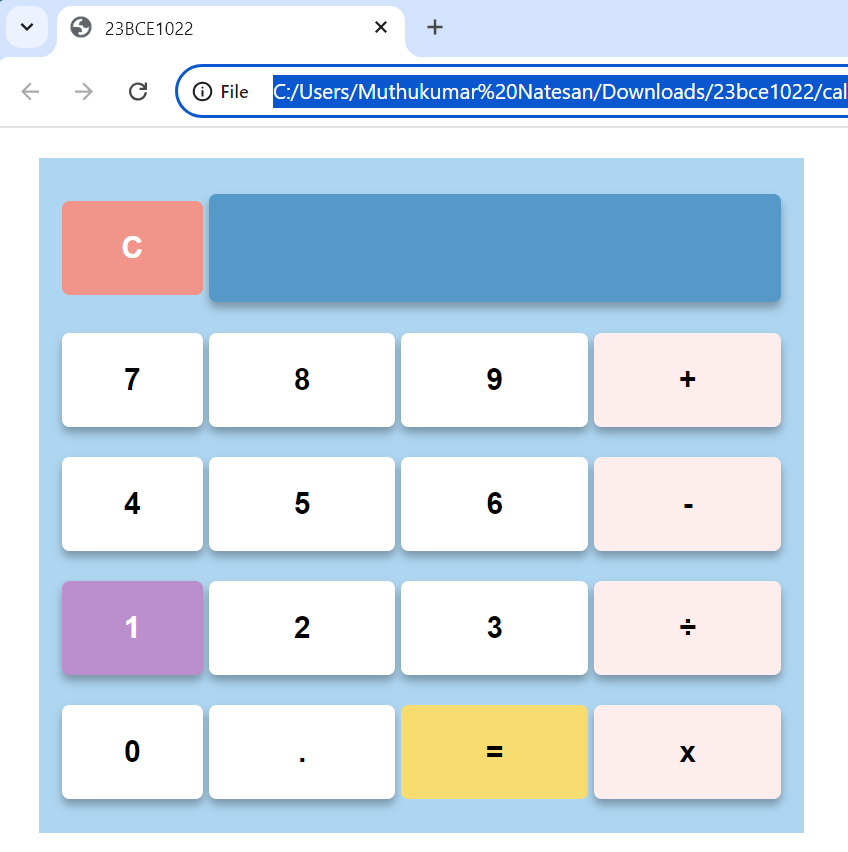 23BCE1022
File C:/Users/Muthukumar%20Natesan/Downloads/23bce1022/cal
C
7 8 9 +
4 5 6 -
1 2 3 ÷
0 . = x